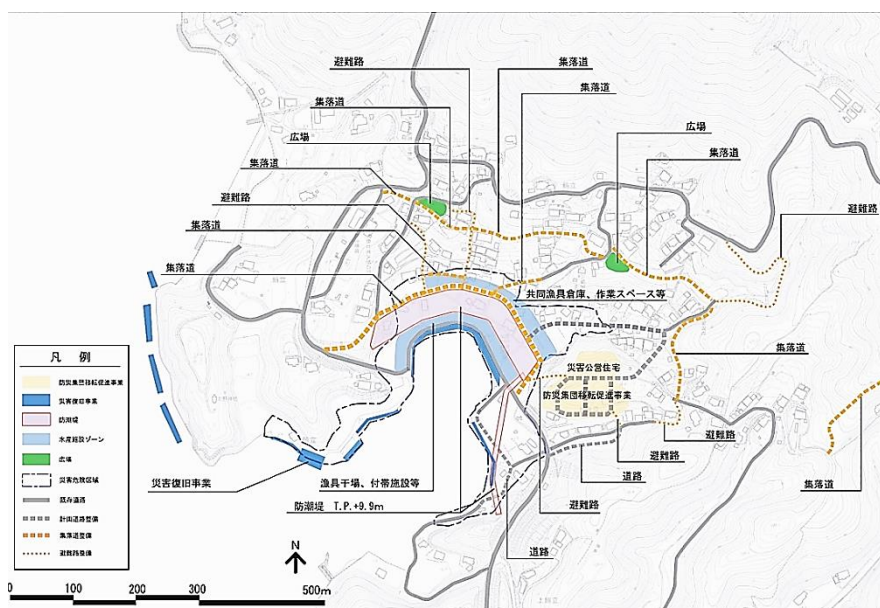 避難路
集落道
集落道
集落道
広場
広場
集落道
集落道
避難路
避難路
集落道
集落道
共同漁具倉庫、作業スペース等
災害公営住宅
防災集団移転促進事業
集落道
避難路
避難路
道路
集落道
災害復旧事業
漁具干場、付帯施設等
防潮堤 T.P.+9.9m
避難路
道路
凡 例
防災集団移転促進事業
災害復旧事業
防潮堤
水産施設ゾーン
広場
災害危険区域
既存道路
計画道路整備
集落道整備
避難路整備
N
0 100 200 300 500m